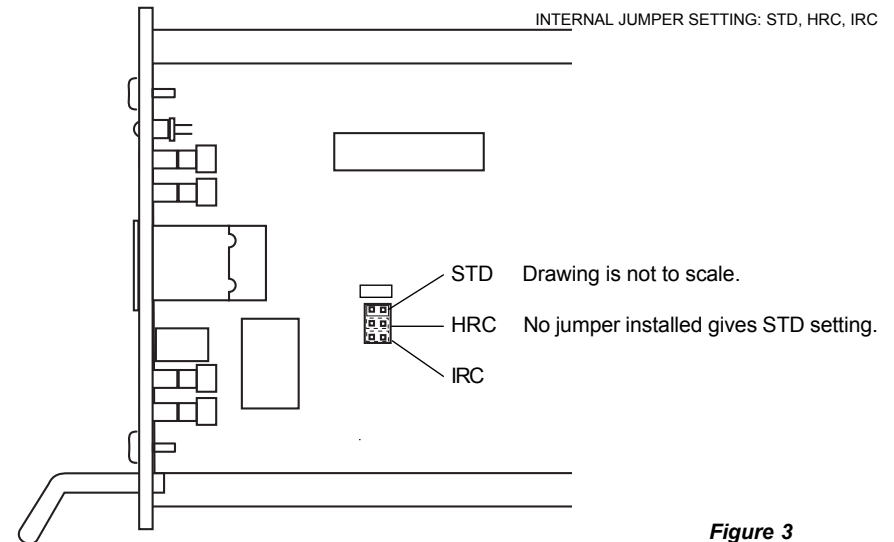 INTERNAL JUMPER SETTING: STD, HRC, IRC
STD Drawing is not to scale.
HRC No jumper installed gives STD setting.
IRC
Figure 3